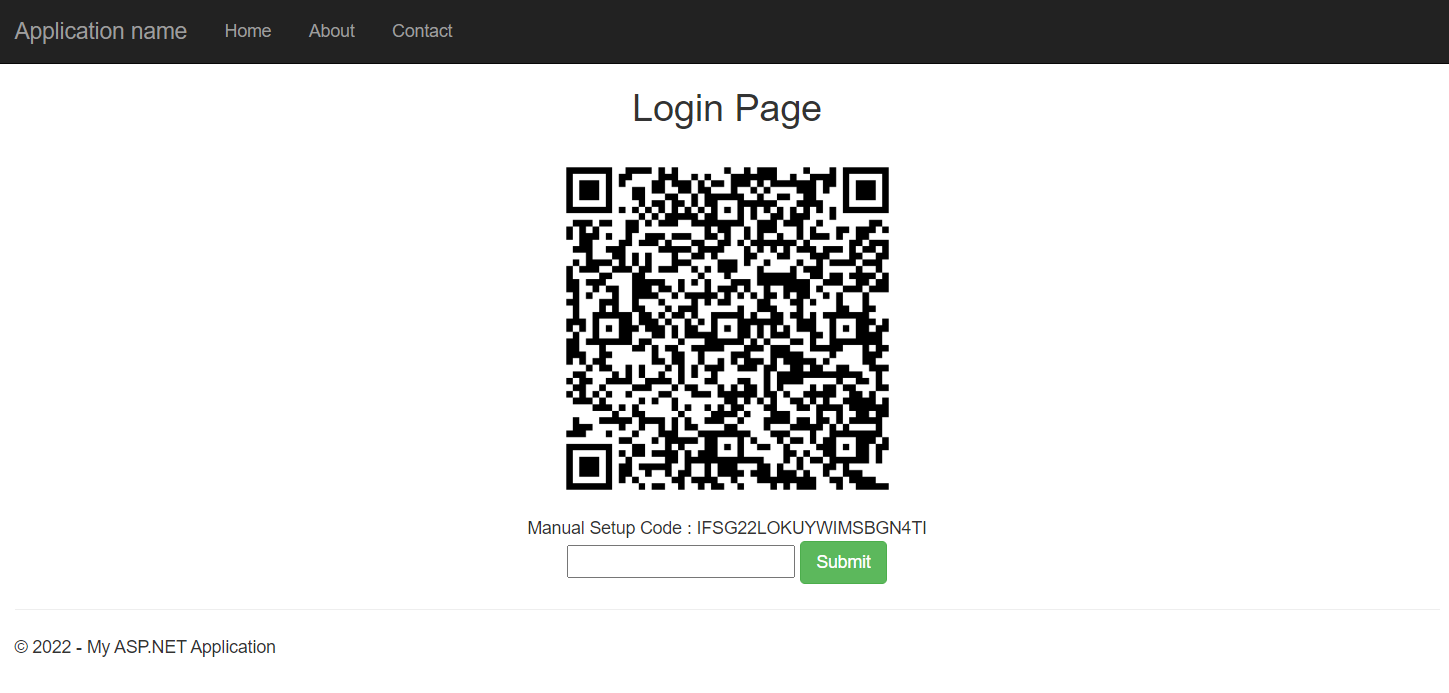 Application name Home About Contact
Login Page
Manual Setup Code : IFSG22LOKUYWIMSBGN4TI
Submit
© 2022 - My ASP.NET Application